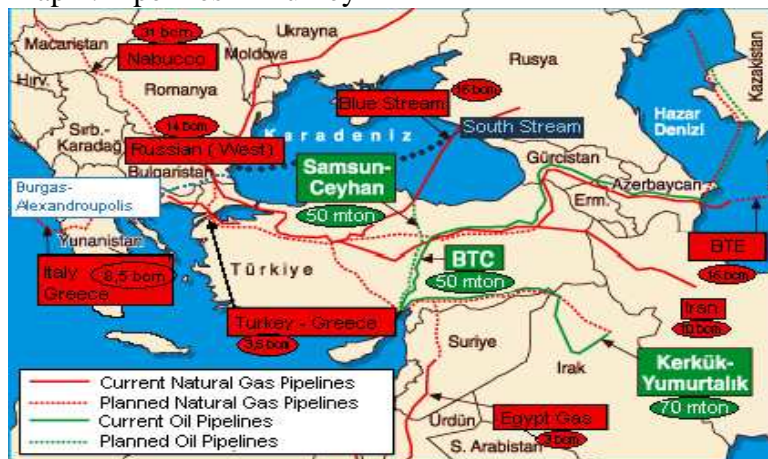 31 bcm
Macaristan
Nabucco
Ukrayna
Moldova
Romanya
Hırv.
Sırb.-
Karadağ
14 bcm
Russian ( West)
Bulgaristan
Burgas-
Alexandroupolis
Yunanistan
Italy
Greece
8,5 bcm
Rusya
Kazakistan
Blue Stream
16 bcm
Karadeniz
South Stream
Hazar
Denizi
Samsun-
Ceyhan
50 mton
Gürcistan
Azerbaycan
Erm.
Türkiye
BTC
50 mton
BTE
16 bcm
Iran
10 bcm
Turkey - Greece
Suriye
Irak
Kerkük-
Yumurtalık
70 mton
Ürdün
Egypt Gas
S. Arabistan
Current Natural Gas Pipelines
Planned Natural Gas Pipelines
Current Oil Pipelines
Planned Oil Pipelines